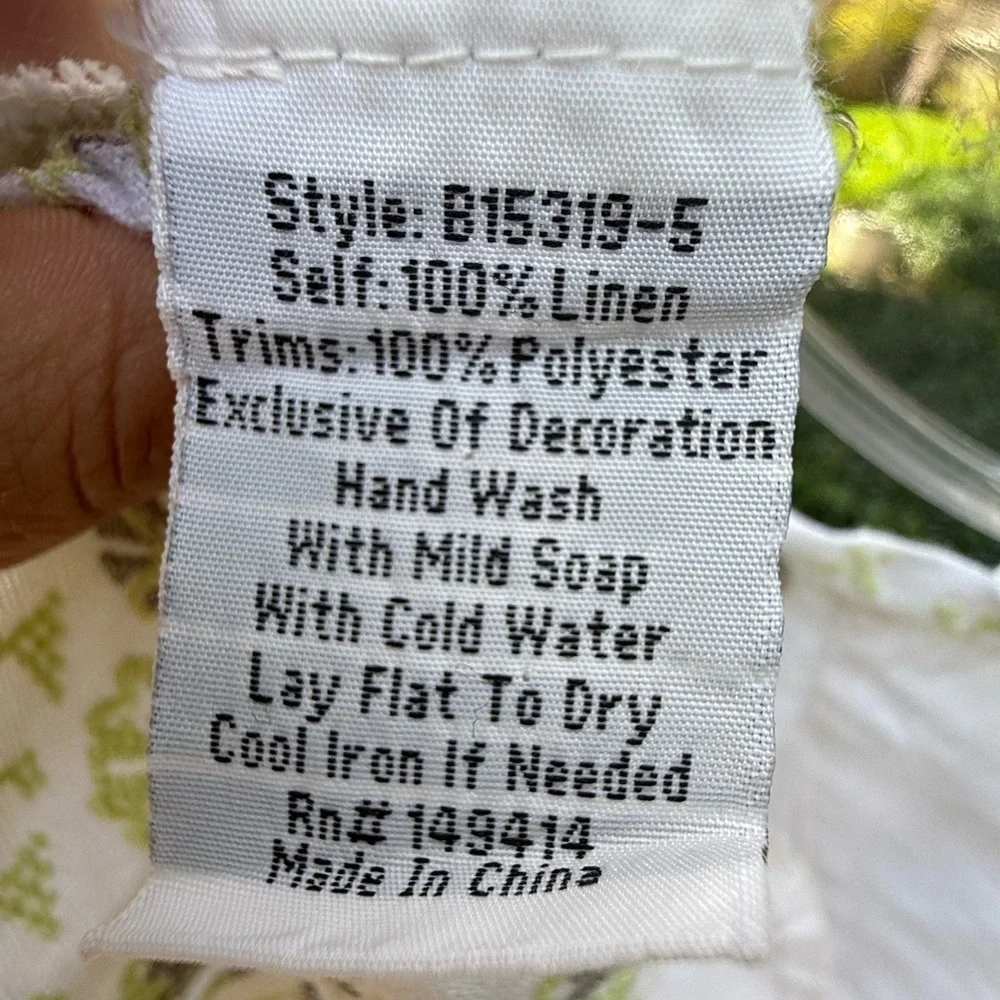 Style: B15319-5
Self: 100% Linen
Trims: 100% Polyester
Exclusive Of Decoration
Hand Wash
With Mild Soap
With Cold Water
Lay Flat To Dry
Cool Iron If Needed
Rn# 149414
Made In China